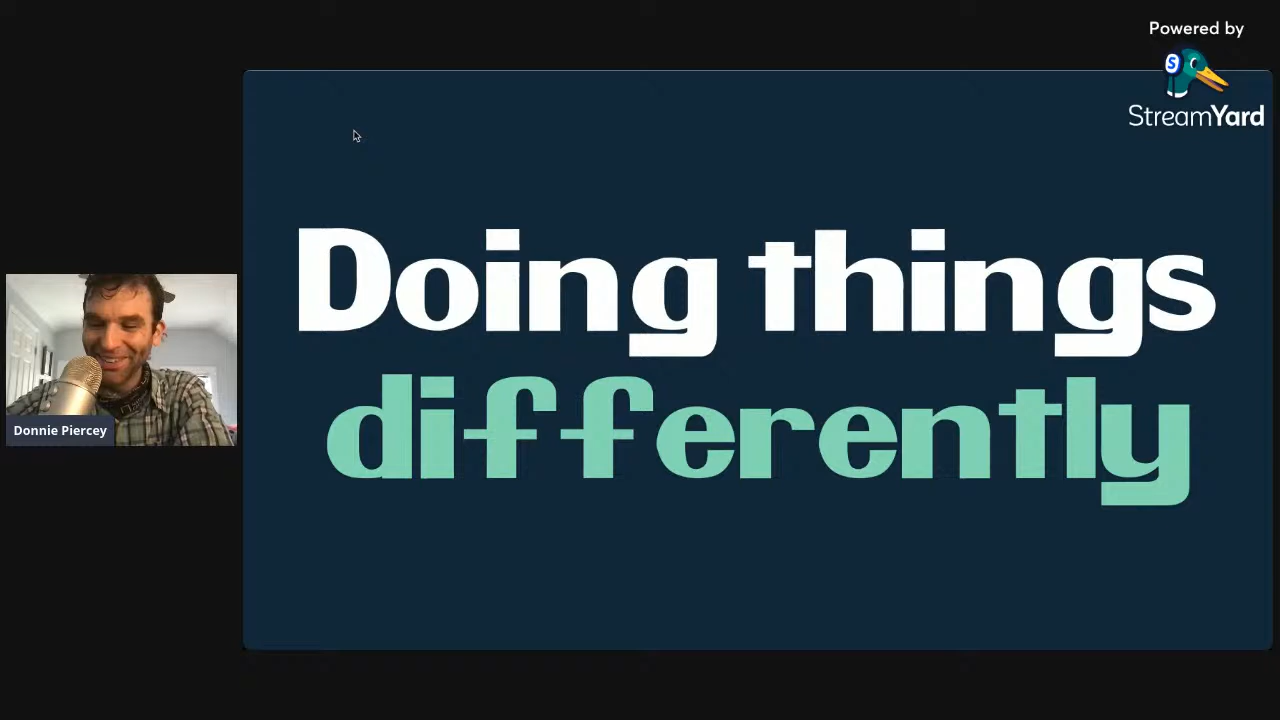 Powered by
S
StreamYard
Doing things
differently
Donnie Piercey